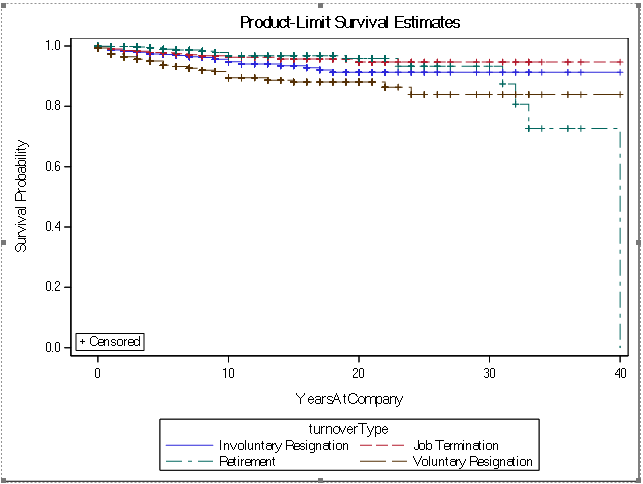 Product-Limit Survival Estimates
1.0
0.8
0.6
0.4
0.2
0.0
Survival Probability
+ Censored
0 10 20 30 40
YearsAtCompany
turnoverType
Involuntary Resignation Job Termination
Retirement Voluntary Resignation